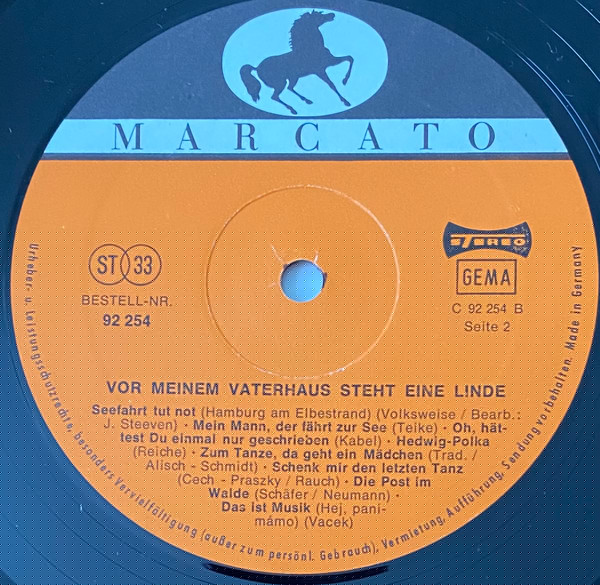 MARCATO
ST 33
BESTELL-NR.
92 254
STEREO
GEMA
C 92 254 B
Seite 2
VOR MEINEM VATERHAUS STEHT EINE LINDE
Seefahrt tut not (Hamburg am Elbestrand) (Volksweise / Bearb.:
J. Steeven) · Mein Mann, der fährt zur See (Teike) · Oh, hät-
test Du einmal nur geschrieben (Kabel) · Hedwig-Polka
(Reiche) · Zum Tanze, da geht ein Mädchen (Trad. /
Alisch - Schmidt) · Schenk mir den letzten Tanz
(Cech - Praszky / Rauch) · Die Post im
Walde (Schäfer / Neumann) ·
Das ist Musik (Hej, pani-
mámo) (Vacek)
Urheber- u. Leistungsschutzrechte, besonders Vervielfältigung (außer zum persönl. Gebrauch), Vermietung, Aufführung, Sendung vorbehalten. Made in Germany